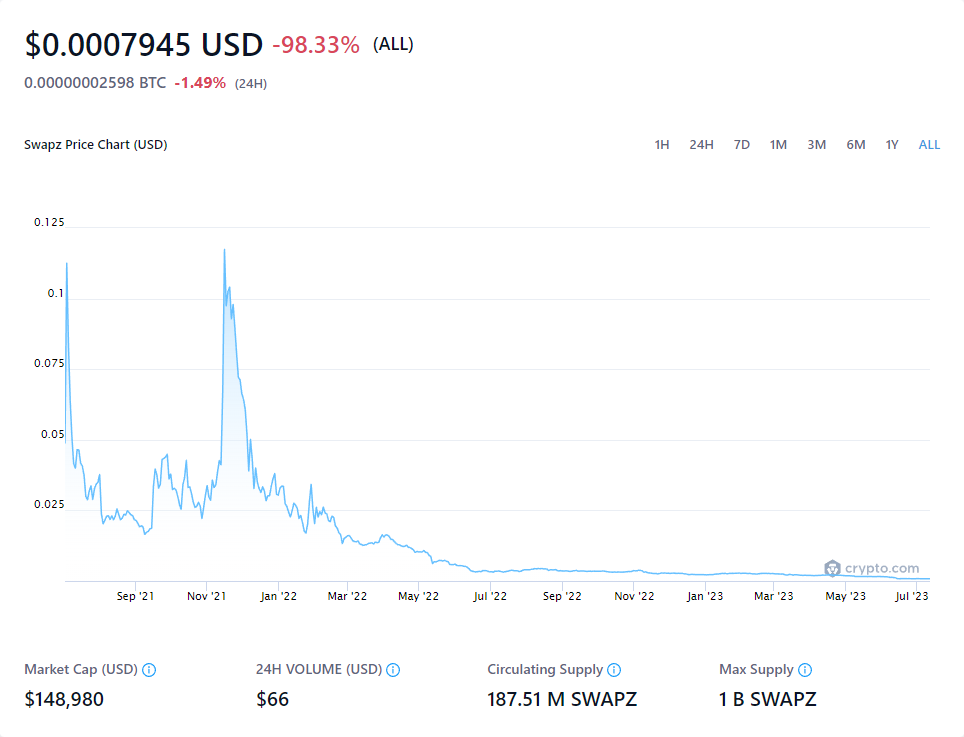 $0.0007945 USD -98.33% (ALL)
0.00000002598 BTC -1.49% (24H)
Swapz Price Chart (USD) 1H 24H 7D 1M 3M 6M 1Y ALL
0.125
0.1
0.075
0.05
0.025
crypto.com
Sep '21 Nov '21 Jan '22 Mar '22 May '22 Jul '22 Sep '22 Nov '22 Jan '23 Mar '23 May '23 Jul '23
Market Cap (USD) 24H VOLUME (USD) Circulating Supply Max Supply
$148,980 $66 187.51 M SWAPZ 1 B SWAPZ